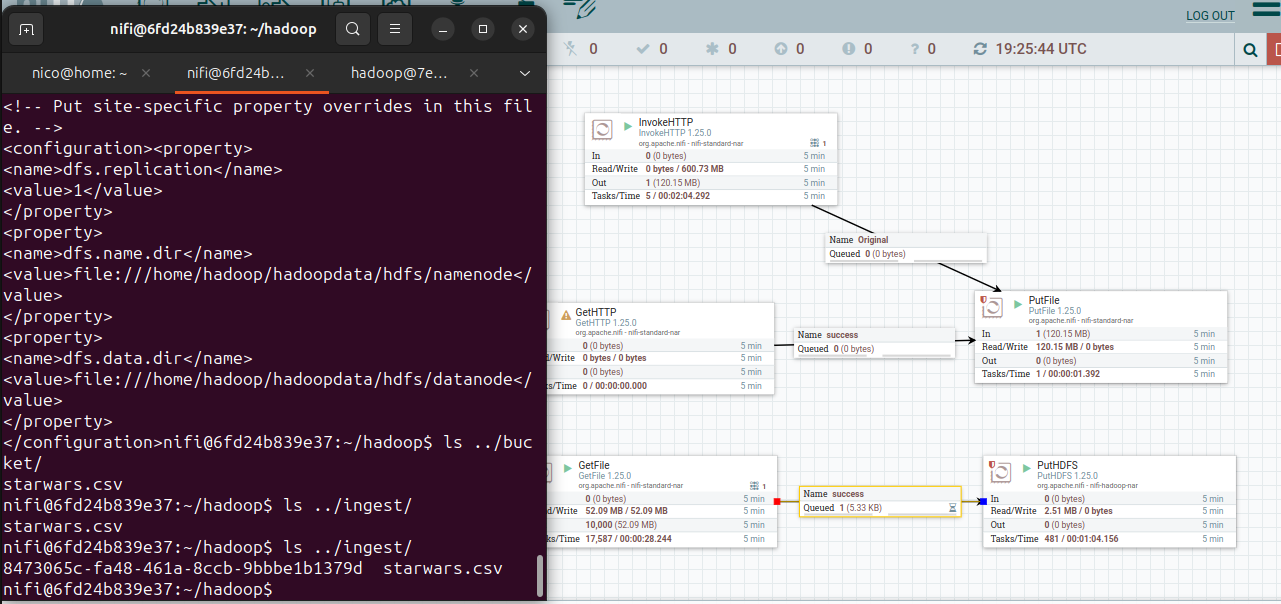 nifi@6fd24b839e37: ~/hadoop
nico@home: ~
nifi@6fd24b...
hadoop@7e...
<!-- Put site-specific property overrides in this fil
e. -->
<configuration><property>
<name>dfs.replication</name>
<value>1</value>
</property>
<property>
<name>dfs.name.dir</name>
<value>file:///home/hadoop/hadoopdata/hdfs/namenode</
value>
</property>
<property>
<name>dfs.data.dir</name>
<value>file:///home/hadoop/hadoopdata/hdfs/datanode</
value>
</property>
</configuration>nifi@6fd24b839e37:~/hadoop$ ls ../buc
ket/
starwars.csv
nifi@6fd24b839e37:~/hadoop$ ls ../ingest/
starwars.csv
nifi@6fd24b839e37:~/hadoop$ ls ../ingest/
8473065c-fa48-461a-8ccb-9bbbe1b1379d  starwars.csv
nifi@6fd24b839e37:~/hadoop$
LOG OUT
0 0 0 0 0 ? 0 19:25:44 UTC
InvokeHTTP
InvokeHTTP 1.25.0
org.apache.nifi - nifi-standard-nar
1
In 0 (0 bytes) 5 min
Read/Write 0 bytes / 600.73 MB 5 min
Out 1 (120.15 MB) 5 min
Tasks/Time 5 / 00:02:04.292 5 min
Name Original
Queued 0 (0 bytes)
GetHTTP
GetHTTP 1.25.0
org.apache.nifi - nifi-standard-nar
0 (0 bytes) 5 min
d/Write 0 bytes / 0 bytes 5 min
0 (0 bytes) 5 min
ks/Time 0 / 00:00:00.000 5 min
Name success
Queued 0 (0 bytes)
PutFile
PutFile 1.25.0
org.apache.nifi - nifi-standard-nar
In 1 (120.15 MB) 5 min
Read/Write 120.15 MB / 0 bytes 5 min
Out 0 (0 bytes) 5 min
Tasks/Time 1 / 00:00:01.392 5 min
GetFile
GetFile 1.25.0
org.apache.nifi - nifi-standard-nar
1
0 (0 bytes) 5 min
d/Write 52.09 MB / 52.09 MB 5 min
10,000 (52.09 MB) 5 min
ks/Time 17,587 / 00:00:28.244 5 min
Name success
Queued 1 (5.33 KB)
PutHDFS
PutHDFS 1.25.0
org.apache.nifi - nifi-hadoop-nar
In 0 (0 bytes) 5 min
Read/Write 2.51 MB / 0 bytes 5 min
Out 0 (0 bytes) 5 min
Tasks/Time 481 / 00:01:04.156 5 min